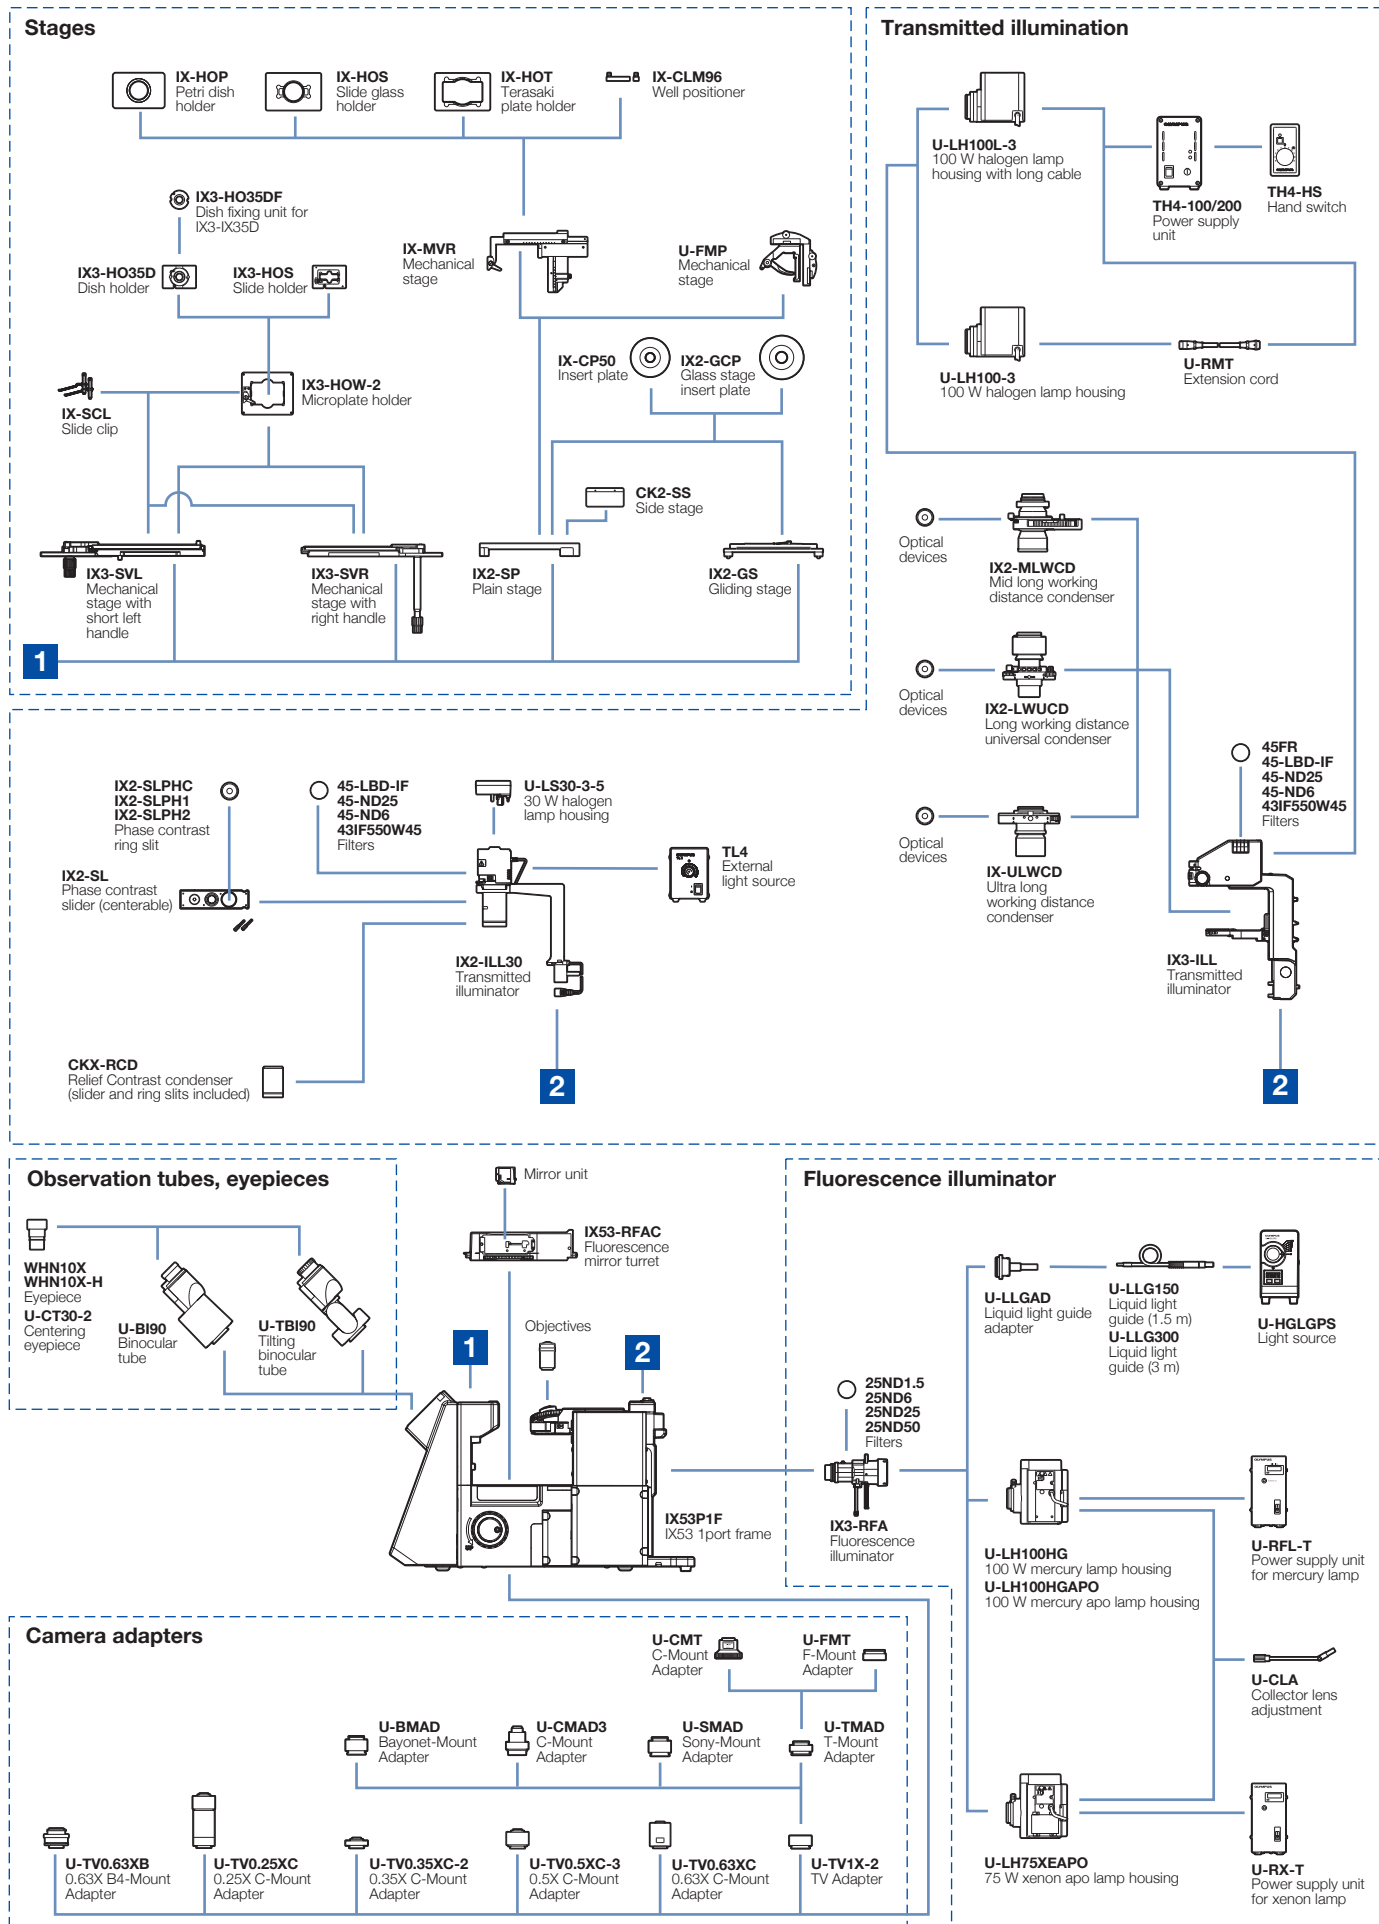 Stages
IX-HOP
Petri dish
holder
IX-HOS
Slide glass
holder
IX-HOT
Terasaki
plate holder
IX-CLM96
Well positioner
IX3-HO35DF
Dish fixing unit for
IX3-IX35D
IX3-HO35D
Dish holder
IX3-HOS
Slide holder
IX-MVR
Mechanical
stage
U-FMP
Mechanical
stage
IX-CP50
Insert plate
IX2-GCP
Glass stage
insert plate
IX-SCL
Slide clip
IX3-HOW-2
Microplate holder
CK2-SS
Side stage
IX3-SVL
Mechanical
stage with
short left
handle
IX3-SVR
Mechanical
stage with
right handle
IX2-SP
Plain stage
IX2-GS
Gliding stage
1
Transmitted illumination
U-LH100L-3
100 W halogen lamp
housing with long cable
TH4-100/200
Power supply
unit
TH4-HS
Hand switch
U-LH100-3
100 W halogen lamp housing
U-RMT
Extension cord
Optical
devices
IX2-MLWCD
Mid long working
distance condenser
Optical
devices
IX2-LWUCD
Long working distance
universal condenser
Optical
devices
IX-ULWCD
Ultra long
working distance
condenser
45FR
45-LBD-IF
45-ND25
45-ND6
43IF550W45
Filters
IX3-ILL
Transmitted
illuminator
2
IX2-SLPHC
IX2-SLPH1
IX2-SLPH2
Phase contrast
ring slit
45-LBD-IF
45-ND25
45-ND6
43IF550W45
Filters
U-LS30-3-5
30 W halogen
lamp housing
TL4
External
light source
IX2-SL
Phase contrast
slider (centerable)
IX2-ILL30
Transmitted
illuminator
CKX-RCD
Relief Contrast condenser
(slider and ring slits included)
2
Observation tubes, eyepieces
WHN10X
WHN10X-H
Eyepiece
U-CT30-2
Centering
eyepiece
U-BI90
Binocular
tube
U-TBI90
Tilting
binocular
tube
Mirror unit
IX53-RFAC
Fluorescence
mirror turret
Objectives
1
2
IX53P1F
IX53 1port frame
Fluorescence illuminator
U-LLGAD
Liquid light guide
adapter
U-LLG150
Liquid light
guide (1.5 m)
U-LLG300
Liquid light
guide (3 m)
U-HGLGPS
Light source
25ND1.5
25ND6
25ND25
25ND50
Filters
IX3-RFA
Fluorescence
illuminator
U-LH100HG
100 W mercury lamp housing
U-LH100HGAPO
100 W mercury apo lamp housing
U-RFL-T
Power supply unit
for mercury lamp
U-CLA
Collector lens
adjustment
U-LH75XEAPO
75 W xenon apo lamp housing
U-RX-T
Power supply unit
for xenon lamp
Camera adapters
U-CMT
C-Mount
Adapter
U-FMT
F-Mount
Adapter
U-BMAD
Bayonet-Mount
Adapter
U-CMAD3
C-Mount
Adapter
U-SMAD
Sony-Mount
Adapter
U-TMAD
T-Mount
Adapter
U-TV0.63XB
0.63X B4-Mount
Adapter
U-TV0.25XC
0.25X C-Mount
Adapter
U-TV0.35XC-2
0.35X C-Mount
Adapter
U-TV0.5XC-3
0.5X C-Mount
Adapter
U-TV0.63XC
0.63X C-Mount
Adapter
U-TV1X-2
TV Adapter